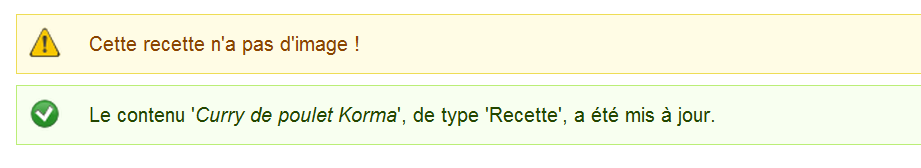 Cette recette n'a pas d'image !
Le contenu 'Curry de poulet Korma', de type 'Recette', a été mis à jour.